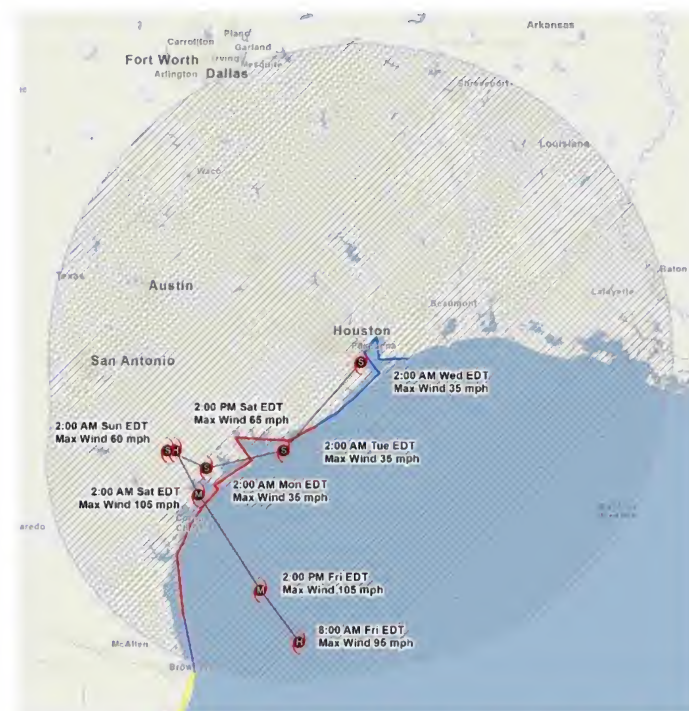 Arkansas
Plano
Carrollton
Garland
Fort Worth
Irving
Mesquite
Arlington
Dallas
Shreveport
Louisiana
Waco
Texas
Austin
Baton
Lafayette
Beaumont
Houston
Pasadena
San Antonio
S
2:00 AM Wed EDT
Max Wind 35 mph
2:00 PM Sat EDT
Max Wind 65 mph
2:00 AM Sun EDT
Max Wind 60 mph
S
H
S
2:00 AM Tue EDT
Max Wind 35 mph
S
2:00 AM Sat EDT
Max Wind 105 mph
M
2:00 AM Mon EDT
Max Wind 35 mph
aredo
M
2:00 PM Fri EDT
Max Wind 105 mph
H
8:00 AM Fri EDT
Max Wind 95 mph
McAllen